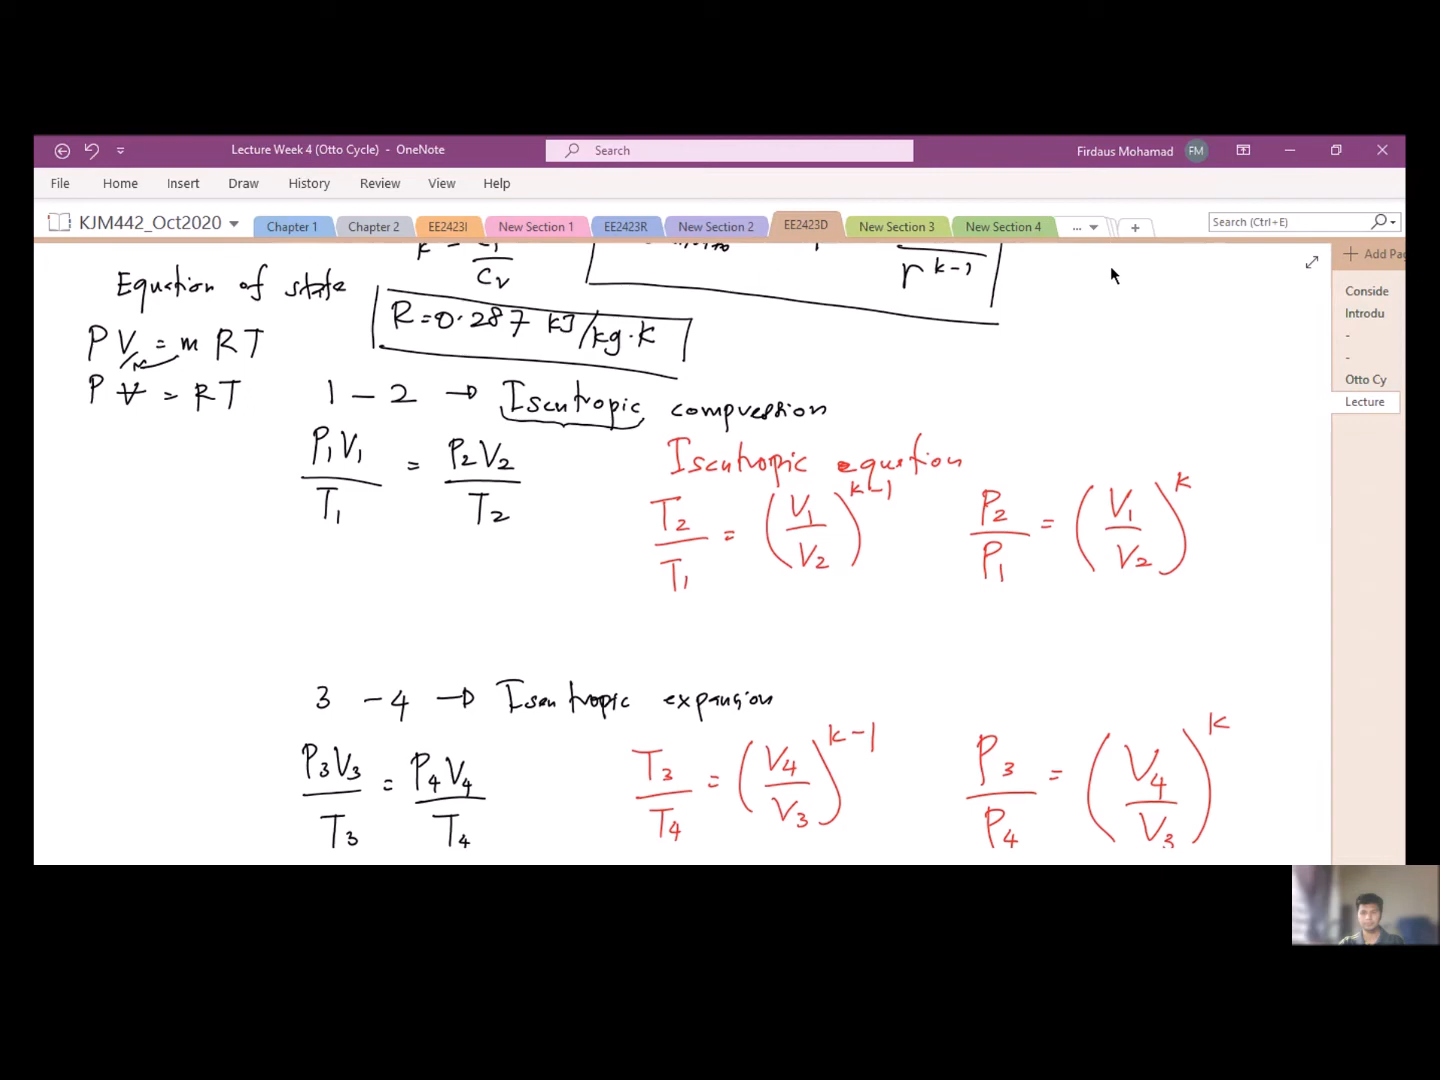 Lecture Week 4 (Otto Cycle) - OneNote
Search
Firdaus Mohamad FM
File Home Insert Draw History Review View Help
KJM442_Oct2020 Chapter 1 Chapter 2 EE2423I New Section 1 EE2423R New Section 2 EE2423D New Section 3 New Section 4 ... + Search (Ctrl+E)
+ Add Pag
Conside
Introdu
-
-
Otto Cy
Lecture
k = / Cv
r^k-1
Equation of state
R = 0.287 kJ/kg.K
PV = mRT
PV = RT
1 - 2 → Isentropic compression
P1V1/T1 = P2V2/T2
Isentropic equation
T2/T1 = (V1/V2)^k-1
P2/P1 = (V1/V2)^k
3 - 4 → Isentropic expansion
P3V3/T3 = P4V4/T4
T3/T4 = (V4/V3)^k-1
P3/P4 = (V4/V3)^k